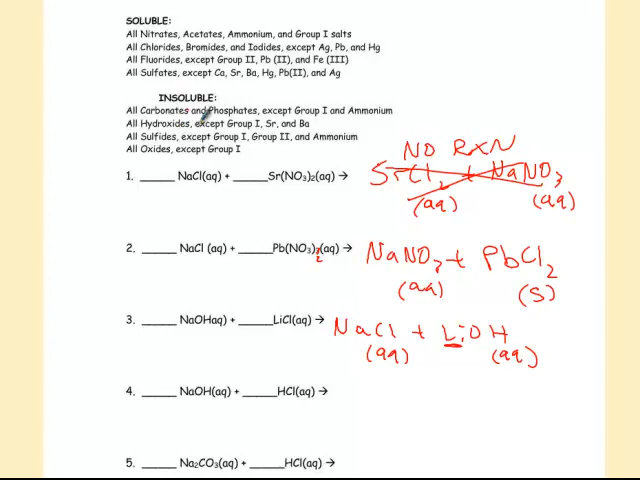 SOLUBLE:
All Nitrates, Acetates, Ammonium, and Group I salts
All Chlorides, Bromides, and Iodides, except Ag, Pb, and Hg
All Fluorides, except Group II, Pb (II), and Fe (III)
All Sulfates, except Ca, Sr, Ba, Hg, Pb(II), and Ag
INSOLUBLE:
All Carbonates and Phosphates, except Group I and Ammonium
All Hydroxides, except Group I, Sr, and Ba
All Sulfides, except Group I, Group II, and Ammonium
All Oxides, except Group I
NO RXN
1. _____ NaCl(aq) + _____Sr(NO3)2(aq) → SrCl2 + NaNO3
(aq) (aq)
2. _____ NaCl (aq) + _____Pb(NO3)2(aq) → NaNO3 + PbCl2
(aq) (S)
3. _____ NaOHaq) + _____LiCl(aq) → NaCl + LiOH
(aq) (aq)
4. _____ NaOH(aq) + _____HCl(aq) →
5. _____ Na2CO3(aq) + _____HCl(aq) →